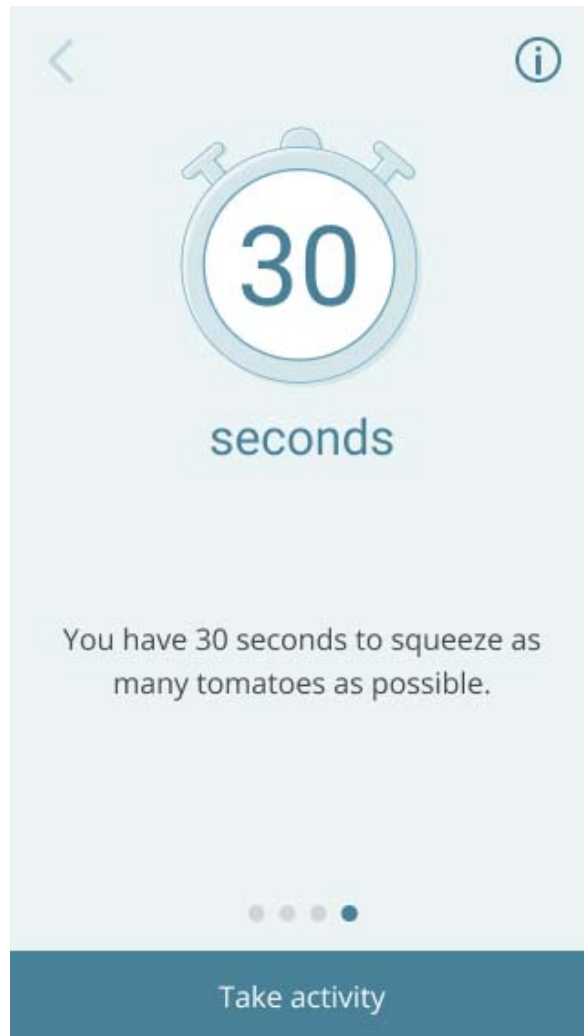 30
seconds
You have 30 seconds to squeeze as
many tomatoes as possible.
Take activity